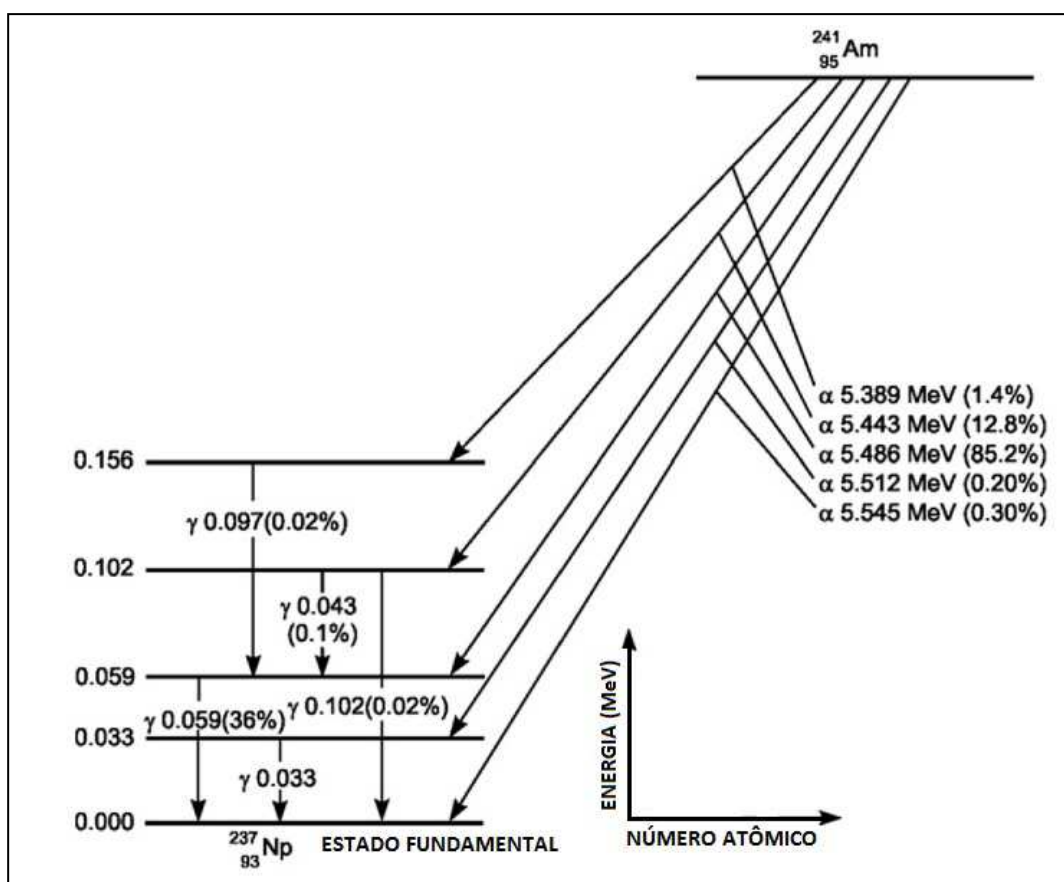 241
95 Am
α 5.389 MeV (1.4%)
α 5.443 MeV (12.8%)
α 5.486 MeV (85.2%)
α 5.512 MeV (0.20%)
α 5.545 MeV (0.30%)
0.156
γ 0.097(0.02%)
0.102
γ 0.043
(0.1%)
0.059
γ 0.059(36%)
γ 0.102(0.02%)
0.033
γ 0.033
0.000
237
93 Np
ESTADO FUNDAMENTAL
ENERGIA (MeV)
NÚMERO ATÔMICO